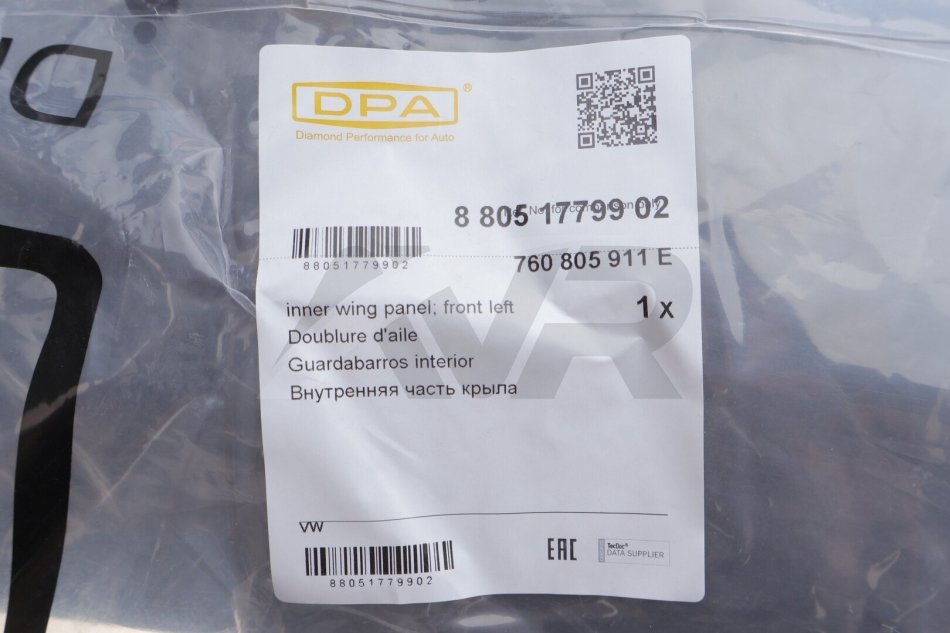 DPA®
Diamond Performance for Auto
8 805 17799 02
88051779902
760 805 911 E
inner wing panel; front left
1 x
Doublure d'aile
Guardabarros interior
Внутренняя часть крыла
VW
88051779902
EAC
TecDoc®
DATA SUPPLIER